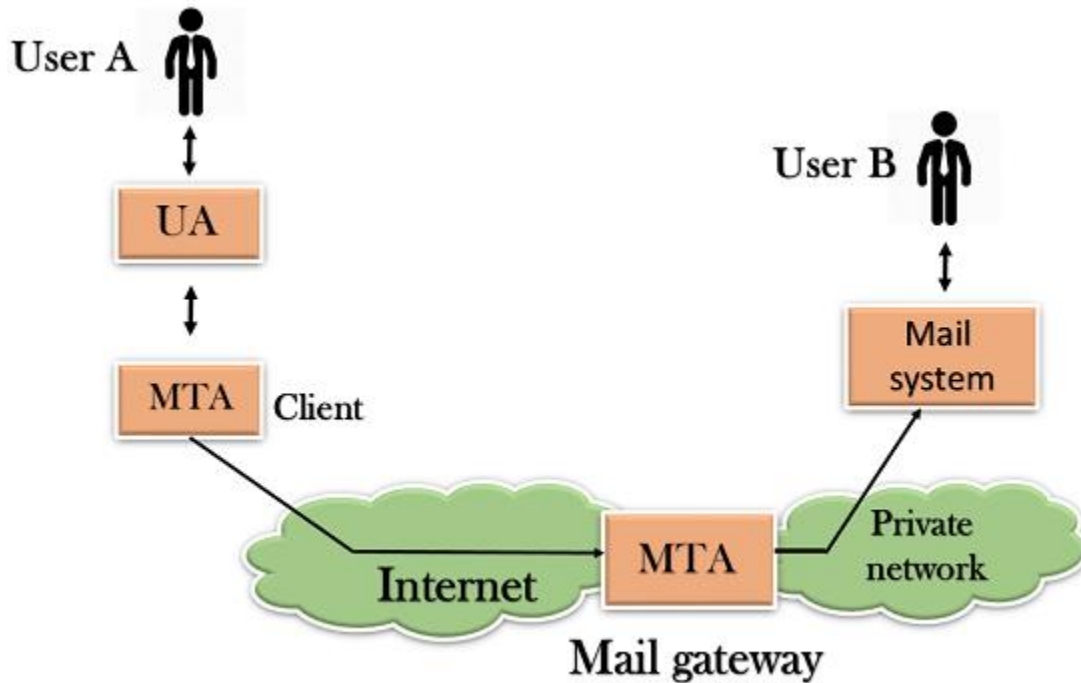 User A
User B
UA
Mail
system
MTA
Client
Private
network
MTA
Internet
Mail gateway